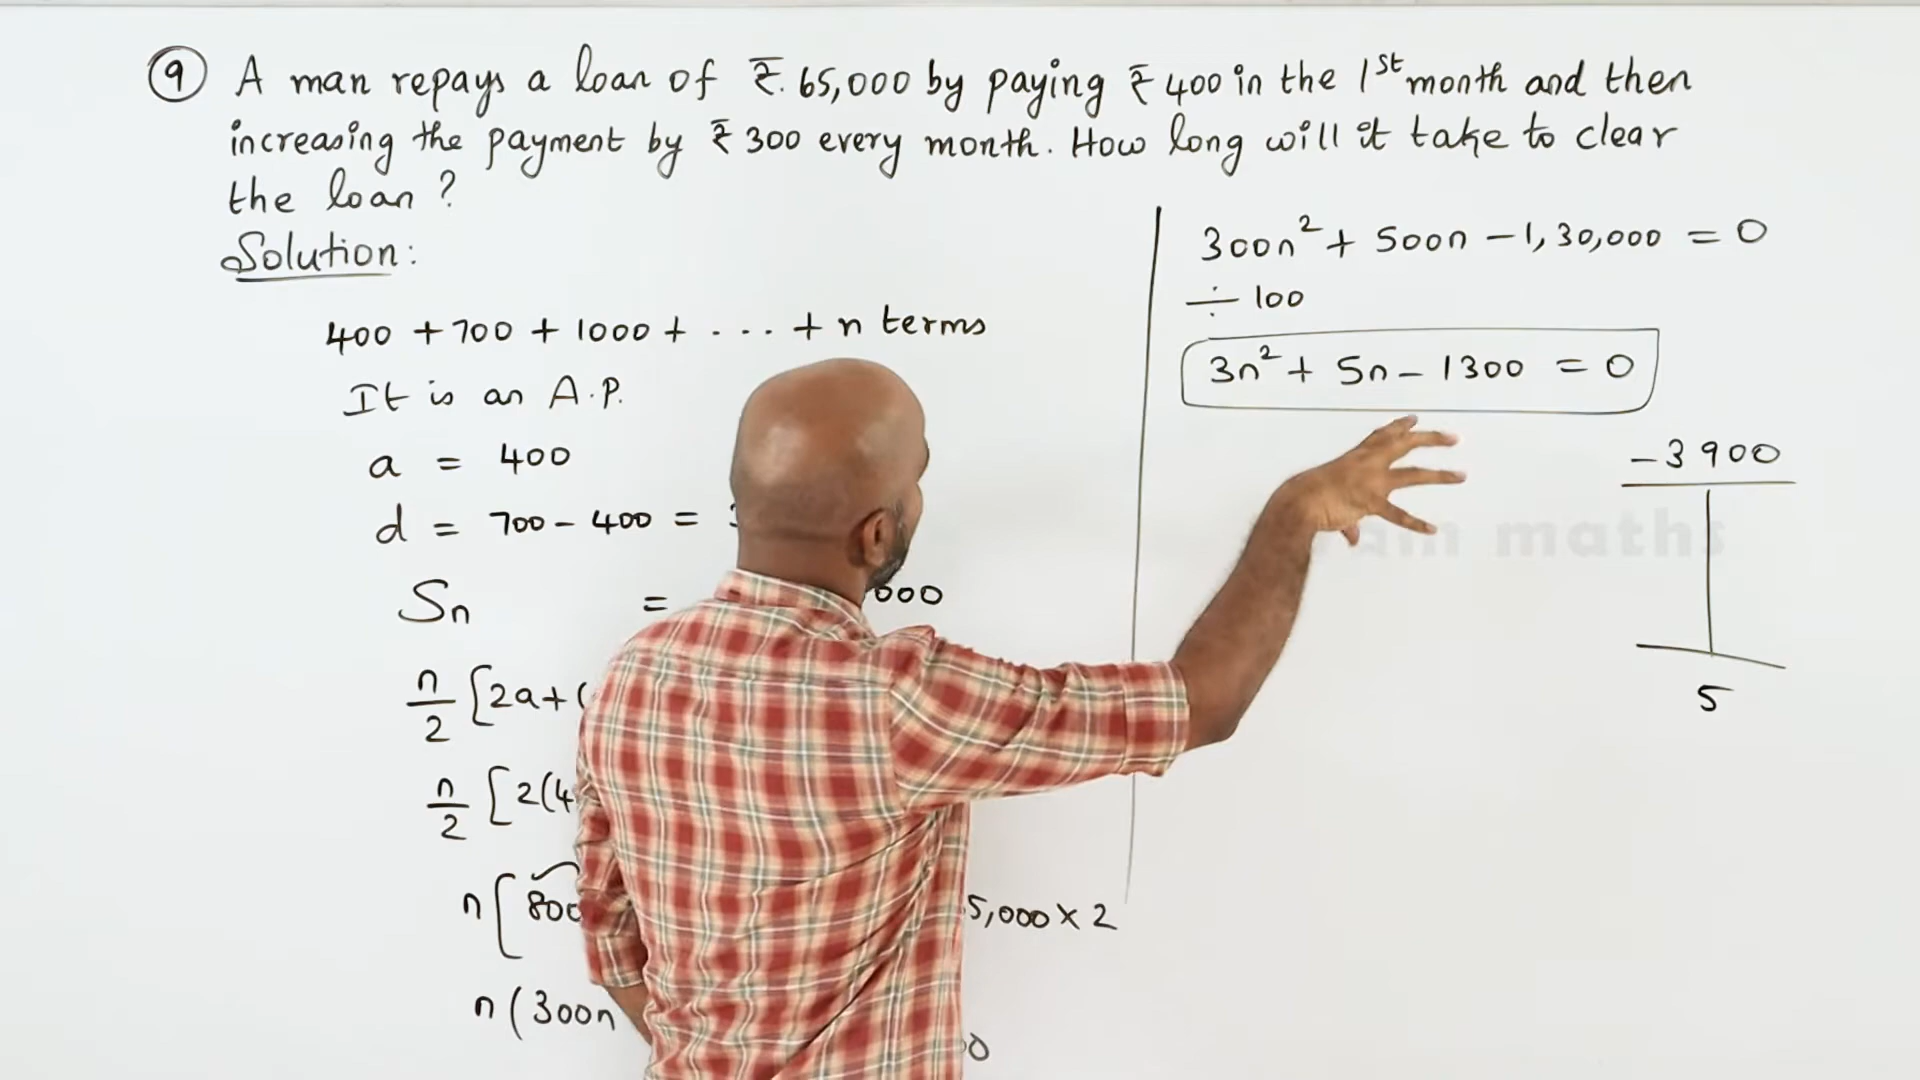 9 A man repays a loan of ₹. 65,000 by paying ₹ 400 in the 1st month and then
increasing the payment by ₹ 300 every month. How long will it take to clear
the loan ?
Solution:
400 + 700 + 1000 + . . . + n terms
It is an A.P.
a = 400
d = 700 - 400 =
Sn = 000
n/2 [2a+(
n/2 [2(4
n[800 5,000 × 2
n(300n 0
300n² + 500n - 1,30,000 = 0
÷ 100
3n² + 5n - 1300 = 0
-3900
5
maths